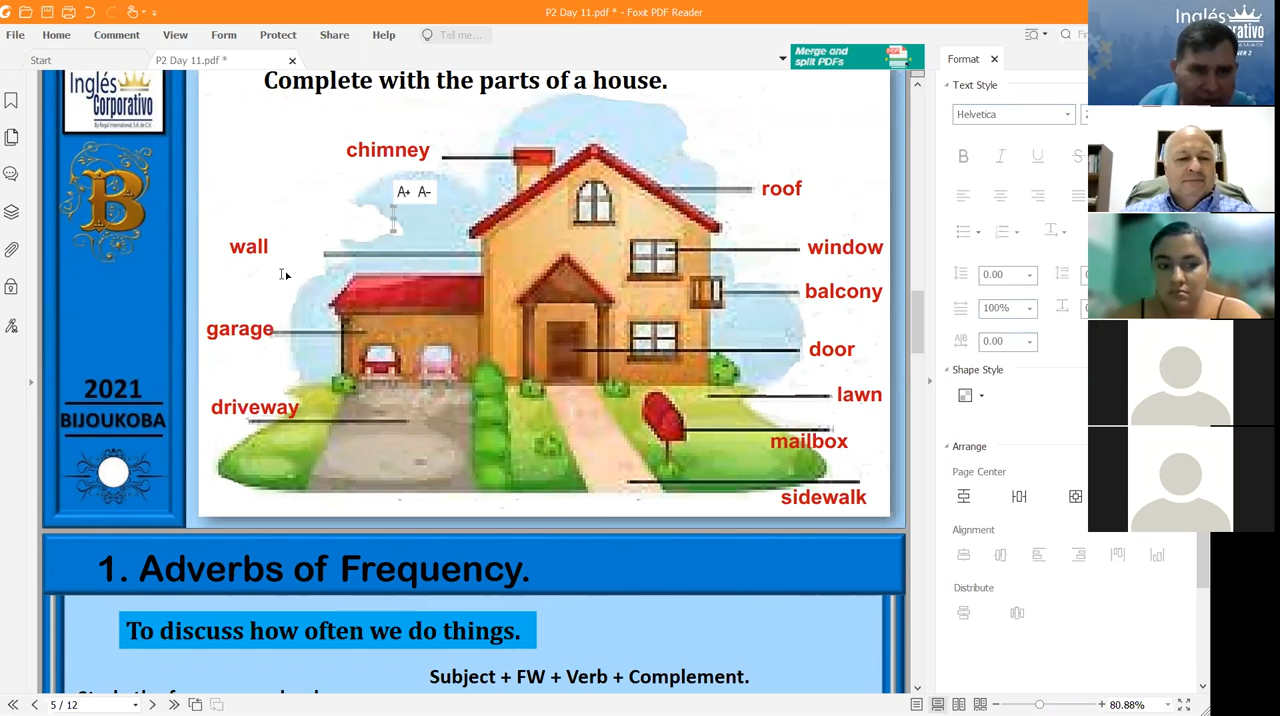 P2 Day 11.pdf * - Foxit PDF Reader
File Home Comment View Form Protect Share Help Tell me...
Start
P2 Day 11.pdf *
Merge and
split PDFs
Inglés
Corporativo
By Regal International, S.A. de C.V.
B
2021
BIJOUKOBA
Complete with the parts of a house.
chimney
A+ A-
roof
wall
window
balcony
garage
door
driveway
lawn
mailbox
sidewalk
1. Adverbs of Frequency.
To discuss how often we do things.
Subject + FW + Verb + Complement.
Format
Text Style
Helvetica
B I U S
0.00
100%
0.00
Shape Style
Arrange
Page Center
Alignment
Distribute
Inglés
5 / 12
80.88%